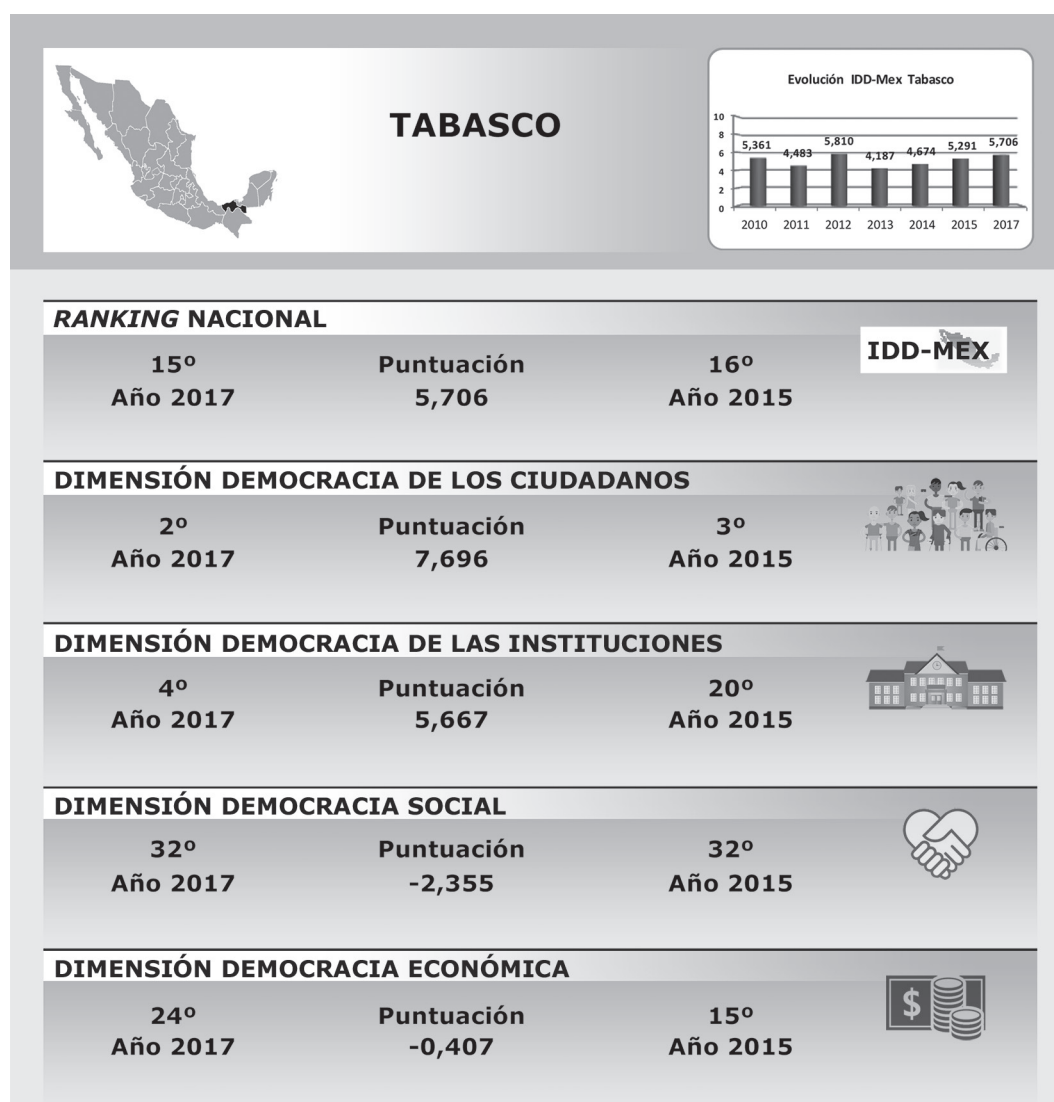 TABASCO
Evolución IDD-Mex Tabasco
10
8
6
4
2
0
5,361 4,483 5,810 4,187 4,674 5,291 5,706
2010 2011 2012 2013 2014 2015 2017
RANKING NACIONAL
IDD-MEX
15º Puntuación 16º
Año 2017 5,706 Año 2015
DIMENSIÓN DEMOCRACIA DE LOS CIUDADANOS
2º Puntuación 3º
Año 2017 7,696 Año 2015
DIMENSIÓN DEMOCRACIA DE LAS INSTITUCIONES
4º Puntuación 20º
Año 2017 5,667 Año 2015
DIMENSIÓN DEMOCRACIA SOCIAL
32º Puntuación 32º
Año 2017 -2,355 Año 2015
DIMENSIÓN DEMOCRACIA ECONÓMICA
$
24º Puntuación 15º
Año 2017 -0,407 Año 2015